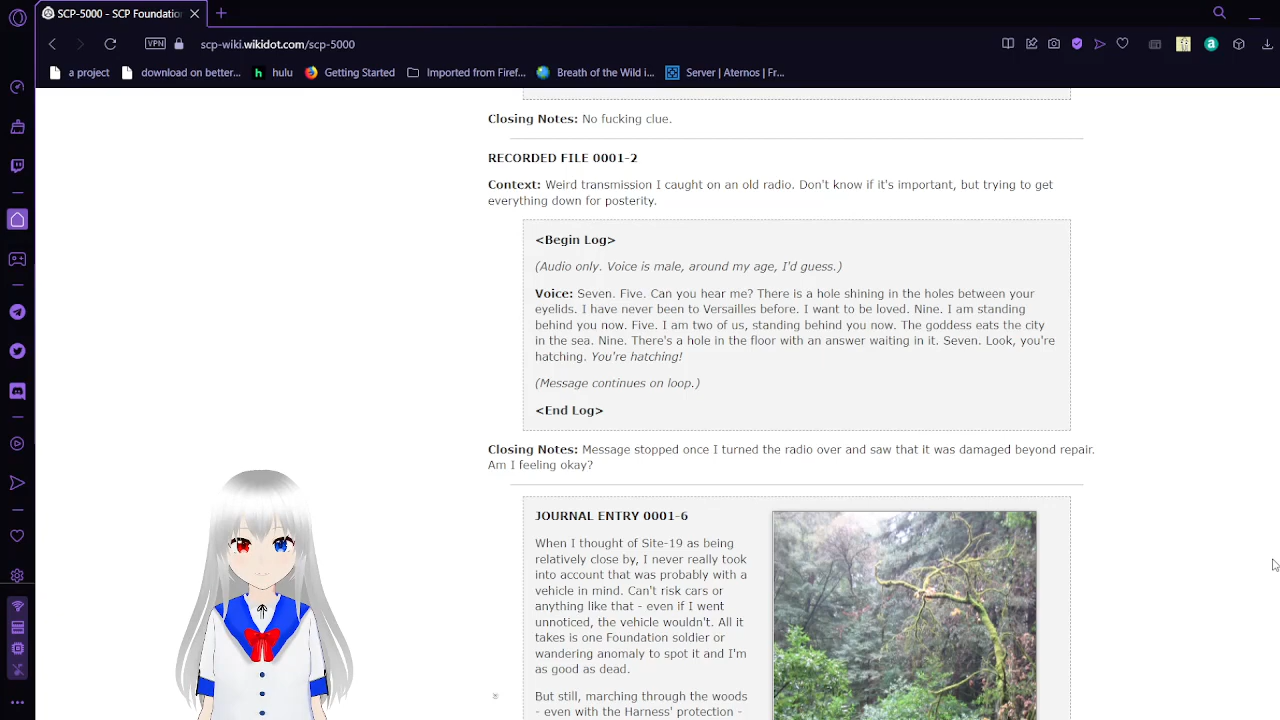 SCP-5000 - SCP Foundation
VPN
scp-wiki.wikidot.com/scp-5000
a project
download on better...
h
hulu
Getting Started
Imported from Firef...
Breath of the Wild i...
Server | Aternos | Fr...
a
Closing Notes: No fucking clue.
RECORDED FILE 0001-2
Context: Weird transmission I caught on an old radio. Don't know if it's important, but trying to get
everything down for posterity.
<Begin Log>
(Audio only. Voice is male, around my age, I'd guess.)
Voice: Seven. Five. Can you hear me? There is a hole shining in the holes between your
eyelids. I have never been to Versailles before. I want to be loved. Nine. I am standing
behind you now. Five. I am two of us, standing behind you now. The goddess eats the city
in the sea. Nine. There's a hole in the floor with an answer waiting in it. Seven. Look, you're
hatching. You're hatching!
(Message continues on loop.)
<End Log>
Closing Notes: Message stopped once I turned the radio over and saw that it was damaged beyond repair.
Am I feeling okay?
JOURNAL ENTRY 0001-6
When I thought of Site-19 as being
relatively close by, I never really took
into account that was probably with a
vehicle in mind. Can't risk cars or
anything like that - even if I went
unnoticed, the vehicle wouldn't. All it
takes is one Foundation soldier or
wandering anomaly to spot it and I'm
as good as dead.
But still, marching through the woods
- even with the Harness' protection -